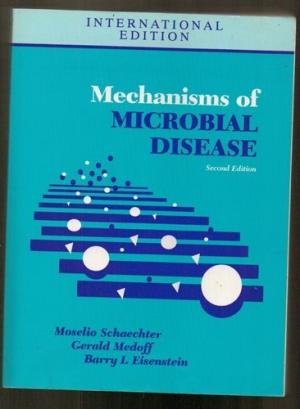 INTERNATIONAL
EDITION
Mechanisms of
MICROBIAL
DISEASE
Second Edition
Moselio Schaechter
Gerald Medoff
Barry I. Eisenstein